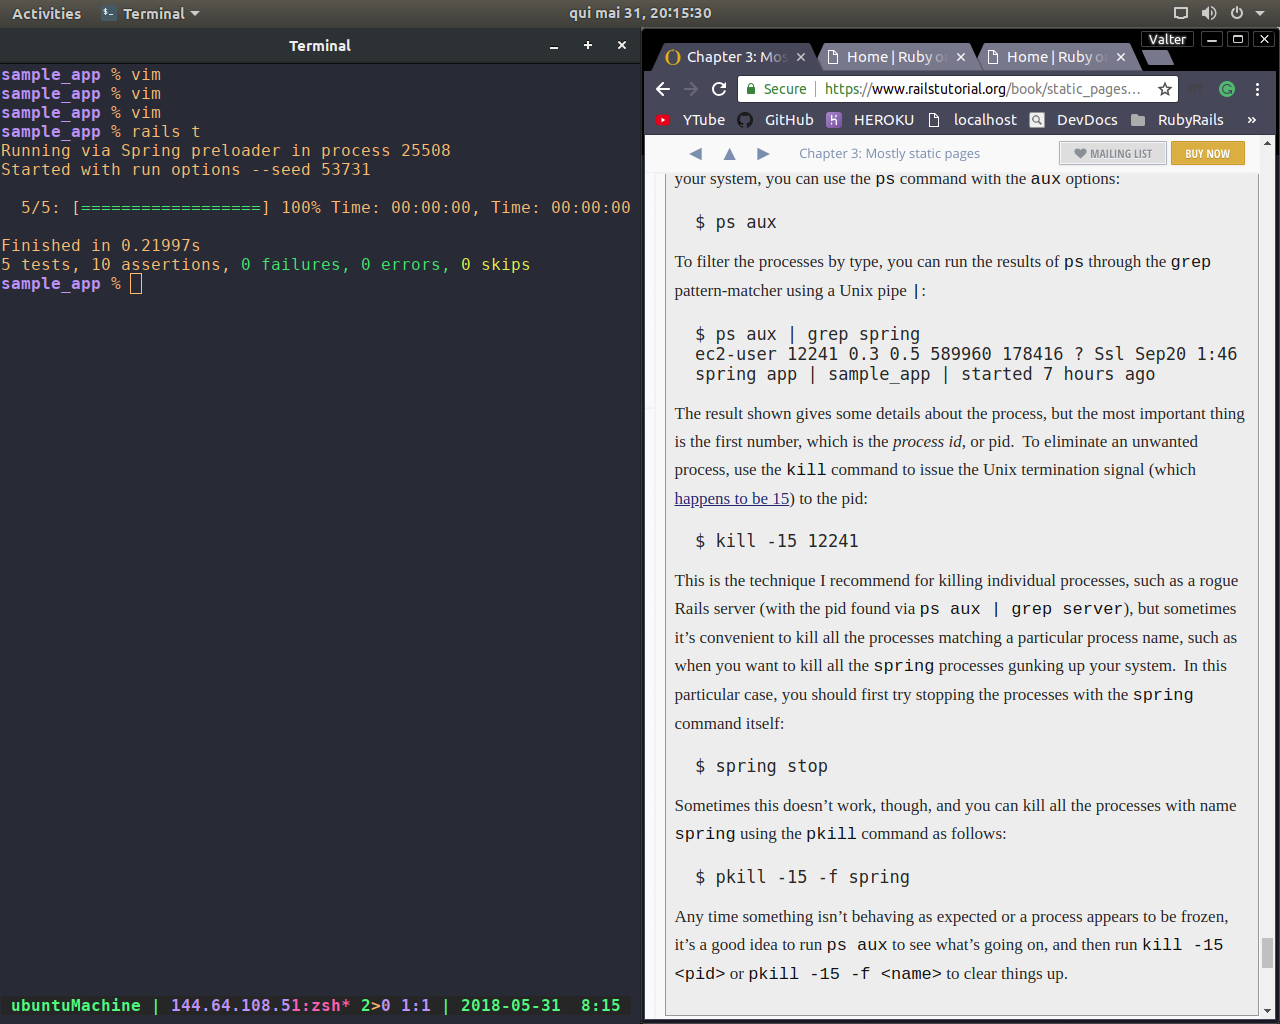 Activities Terminal qui mai 31, 20:15:30
Terminal
sample_app % vim
sample_app % vim
sample_app % vim
sample_app % rails t
Running via Spring preloader in process 25508
Started with run options --seed 53731
5/5: [==================] 100% Time: 00:00:00, Time: 00:00:00
Finished in 0.21997s
5 tests, 10 assertions, 0 failures, 0 errors, 0 skips
sample_app %
ubuntuMachine | 144.64.108.51:zsh* 2>0 1:1 | 2018-05-31 8:15
Valter
Chapter 3: Mos Home | Ruby o Home | Ruby o
Secure https://www.railstutorial.org/book/static_pages...
YTube GitHub HEROKU localhost DevDocs RubyRails »
Chapter 3: Mostly static pages MAILING LIST BUY NOW
your system, you can use the ps command with the aux options:
$ ps aux
To filter the processes by type, you can run the results of ps through the grep
pattern-matcher using a Unix pipe |:
$ ps aux | grep spring
ec2-user 12241 0.3 0.5 589960 178416 ? Ssl Sep20 1:46
spring app | sample_app | started 7 hours ago
The result shown gives some details about the process, but the most important thing
is the first number, which is the process id, or pid. To eliminate an unwanted
process, use the kill command to issue the Unix termination signal (which
happens to be 15) to the pid:
$ kill -15 12241
This is the technique I recommend for killing individual processes, such as a rogue
Rails server (with the pid found via ps aux | grep server), but sometimes
it’s convenient to kill all the processes matching a particular process name, such as
when you want to kill all the spring processes gunking up your system. In this
particular case, you should first try stopping the processes with the spring
command itself:
$ spring stop
Sometimes this doesn’t work, though, and you can kill all the processes with name
spring using the pkill command as follows:
$ pkill -15 -f spring
Any time something isn’t behaving as expected or a process appears to be frozen,
it’s a good idea to run ps aux to see what’s going on, and then run kill -15
<pid> or pkill -15 -f <name> to clear things up.